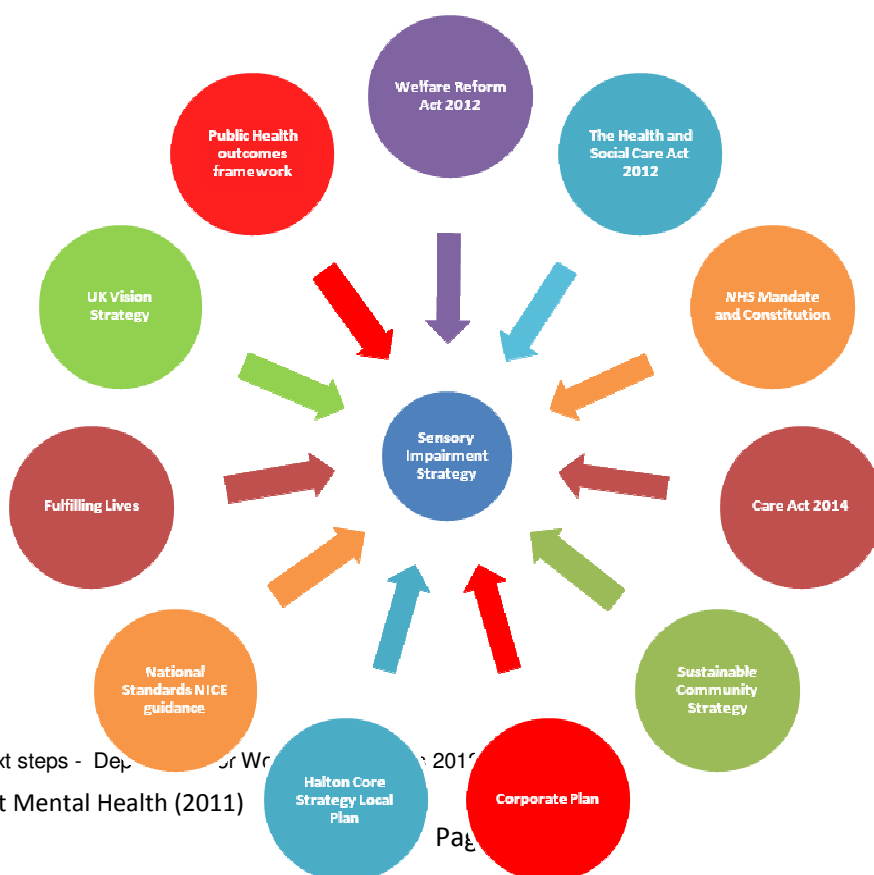 Welfare Reform
Act 2012
Public Health
outcomes
framework
The Health and
Social Care Act
2012
UK Vision
Strategy
NHS Mandate
and Constitution
Sensory
Impairment
Strategy
Fulfilling Lives
Care Act 2014
National
Standards NICE
guidance
Sustainable
Community
Strategy
Halton Core
Strategy Local
Plan
Corporate Plan
steps -
t Mental Health (2011)